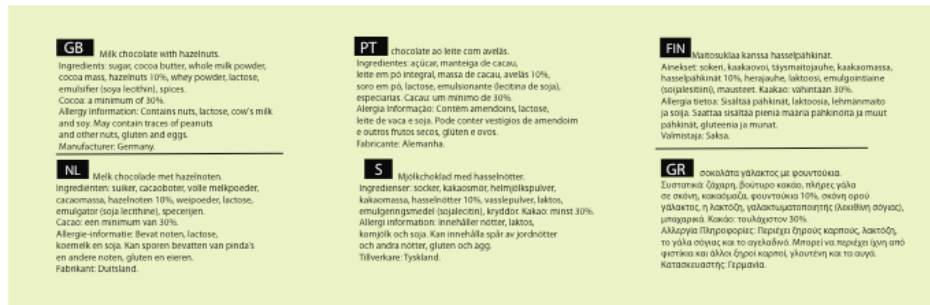 GB Milk chocolate with hazelnuts.
Ingredients: sugar, cocoa butter, whole milk powder,
cocoa mass, hazelnuts 10%, whey powder, lactose,
emulsifier (soya lecithin), spices.
Cocoa: a minimum of 30%.
Allergy Information: Contains nuts, lactose, cow's milk
and soy. May contain traces of peanuts
and other nuts, gluten and eggs.
Manufacturer: Germany.
NL Melk chocolade met hazelnoten.
Ingrediënten: suiker, cacaoboter, volle melkpoeder,
cacaomassa, hazelnoten 10%, weipoeder, lactose,
emulgator (soja lecithine), specerijen.
Cacao: een minimum van 30%.
Allergie-informatie: Bevat noten, lactose,
koemelk en soja. Kan sporen bevatten van pinda's
en andere noten, gluten en eieren.
Fabrikant: Duitsland.
PT chocolate ao leite com avelãs.
Ingredientes: açúcar, manteiga de cacau,
leite em pó integral, massa de cacau, avelãs 10%,
soro em pó, lactose, emulsionante (lecitina de soja),
especiarias. Cacau: um mínimo de 30%.
Alergia Informação: Contém amendoins, lactose,
leite de vaca e soja. Pode conter vestígios de amendoim
e outros frutos secos, glúten e ovos.
Fabricante: Alemanha.
S Mjölkchoklad med hasselnötter.
Ingredienser: socker, kakaosmör, helmjölkspulver,
kakaomassa, hasselnötter 10%, vasslepulver, laktos,
emulgeringsmedel (sojalecitin), kryddor. Kakao: minst 30%.
Allergi information: innehåller nötter, laktos,
komjölk och soja. Kan innehålla spår av jordnötter
och andra nötter, gluten och ägg.
Tillverkare: Tyskland.
FIN Maitosuklaa kanssa hasselpähkinät.
Ainekset: sokeri, kaakaovoi, täysmaitojauhe, kaakaomassa,
hasselpähkinät 10%, herajauhe, laktoosi, emulgointiaine
(sojalesitiini), mausteet. Kaakao: vähintään 30%.
Allergia tietoa: Sisältää pähkinät, laktoosia, lehmänmaito
ja soija. Saattaa sisältää pieniä määriä pähkinöitä ja muut
pähkinät, gluteenia ja munat.
Valmistaja: Saksa.
GR σοκολάτα γάλακτος με φουντούκια.
Συστατικά: ζάχαρη, βούτυρο κακάο, πλήρες γάλα
σε σκόνη, κακαόμαζα, φουντούκια 10%, σκόνη ορού
γάλακτος, η λακτόζη, γαλακτωματοποιητής (λεκιθίνη σόγιας),
μπαχαρικά. Κακάο: τουλάχιστον 30%.
Αλλεργία Πληροφορίες: Περιέχει ξηρούς καρπούς, λακτόζη,
το γάλα σόγιας και το αγελαδινό. Μπορεί να περιέχει ίχνη από
φιστίκια και άλλοι ξηροί καρποί, γλουτένη και τα αυγά.
Κατασκευαστής: Γερμανία.